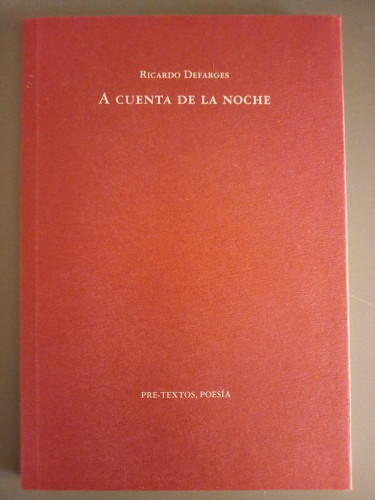 Ricardo Defarges
A cuenta de la noche
PRE-TEXTOS, POESÍA